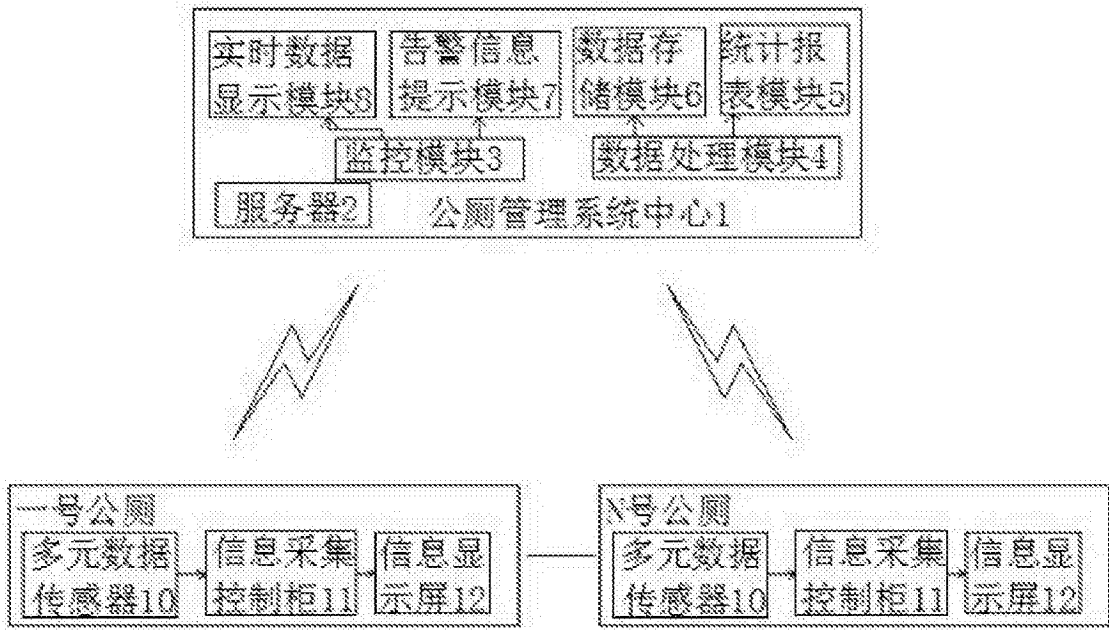 实时数据
显示模块8
告警信息
提示模块7
数据存
储模块6
统计报
表模块5
监控模块3
数据处理模块4
服务器2
公厕管理系统中心1
一号公厕
多元数据
传感器10
信息采集
控制柜11
信息显
示屏12
N号公厕
多元数据
传感器10
信息采集
控制柜11
信息显
示屏12